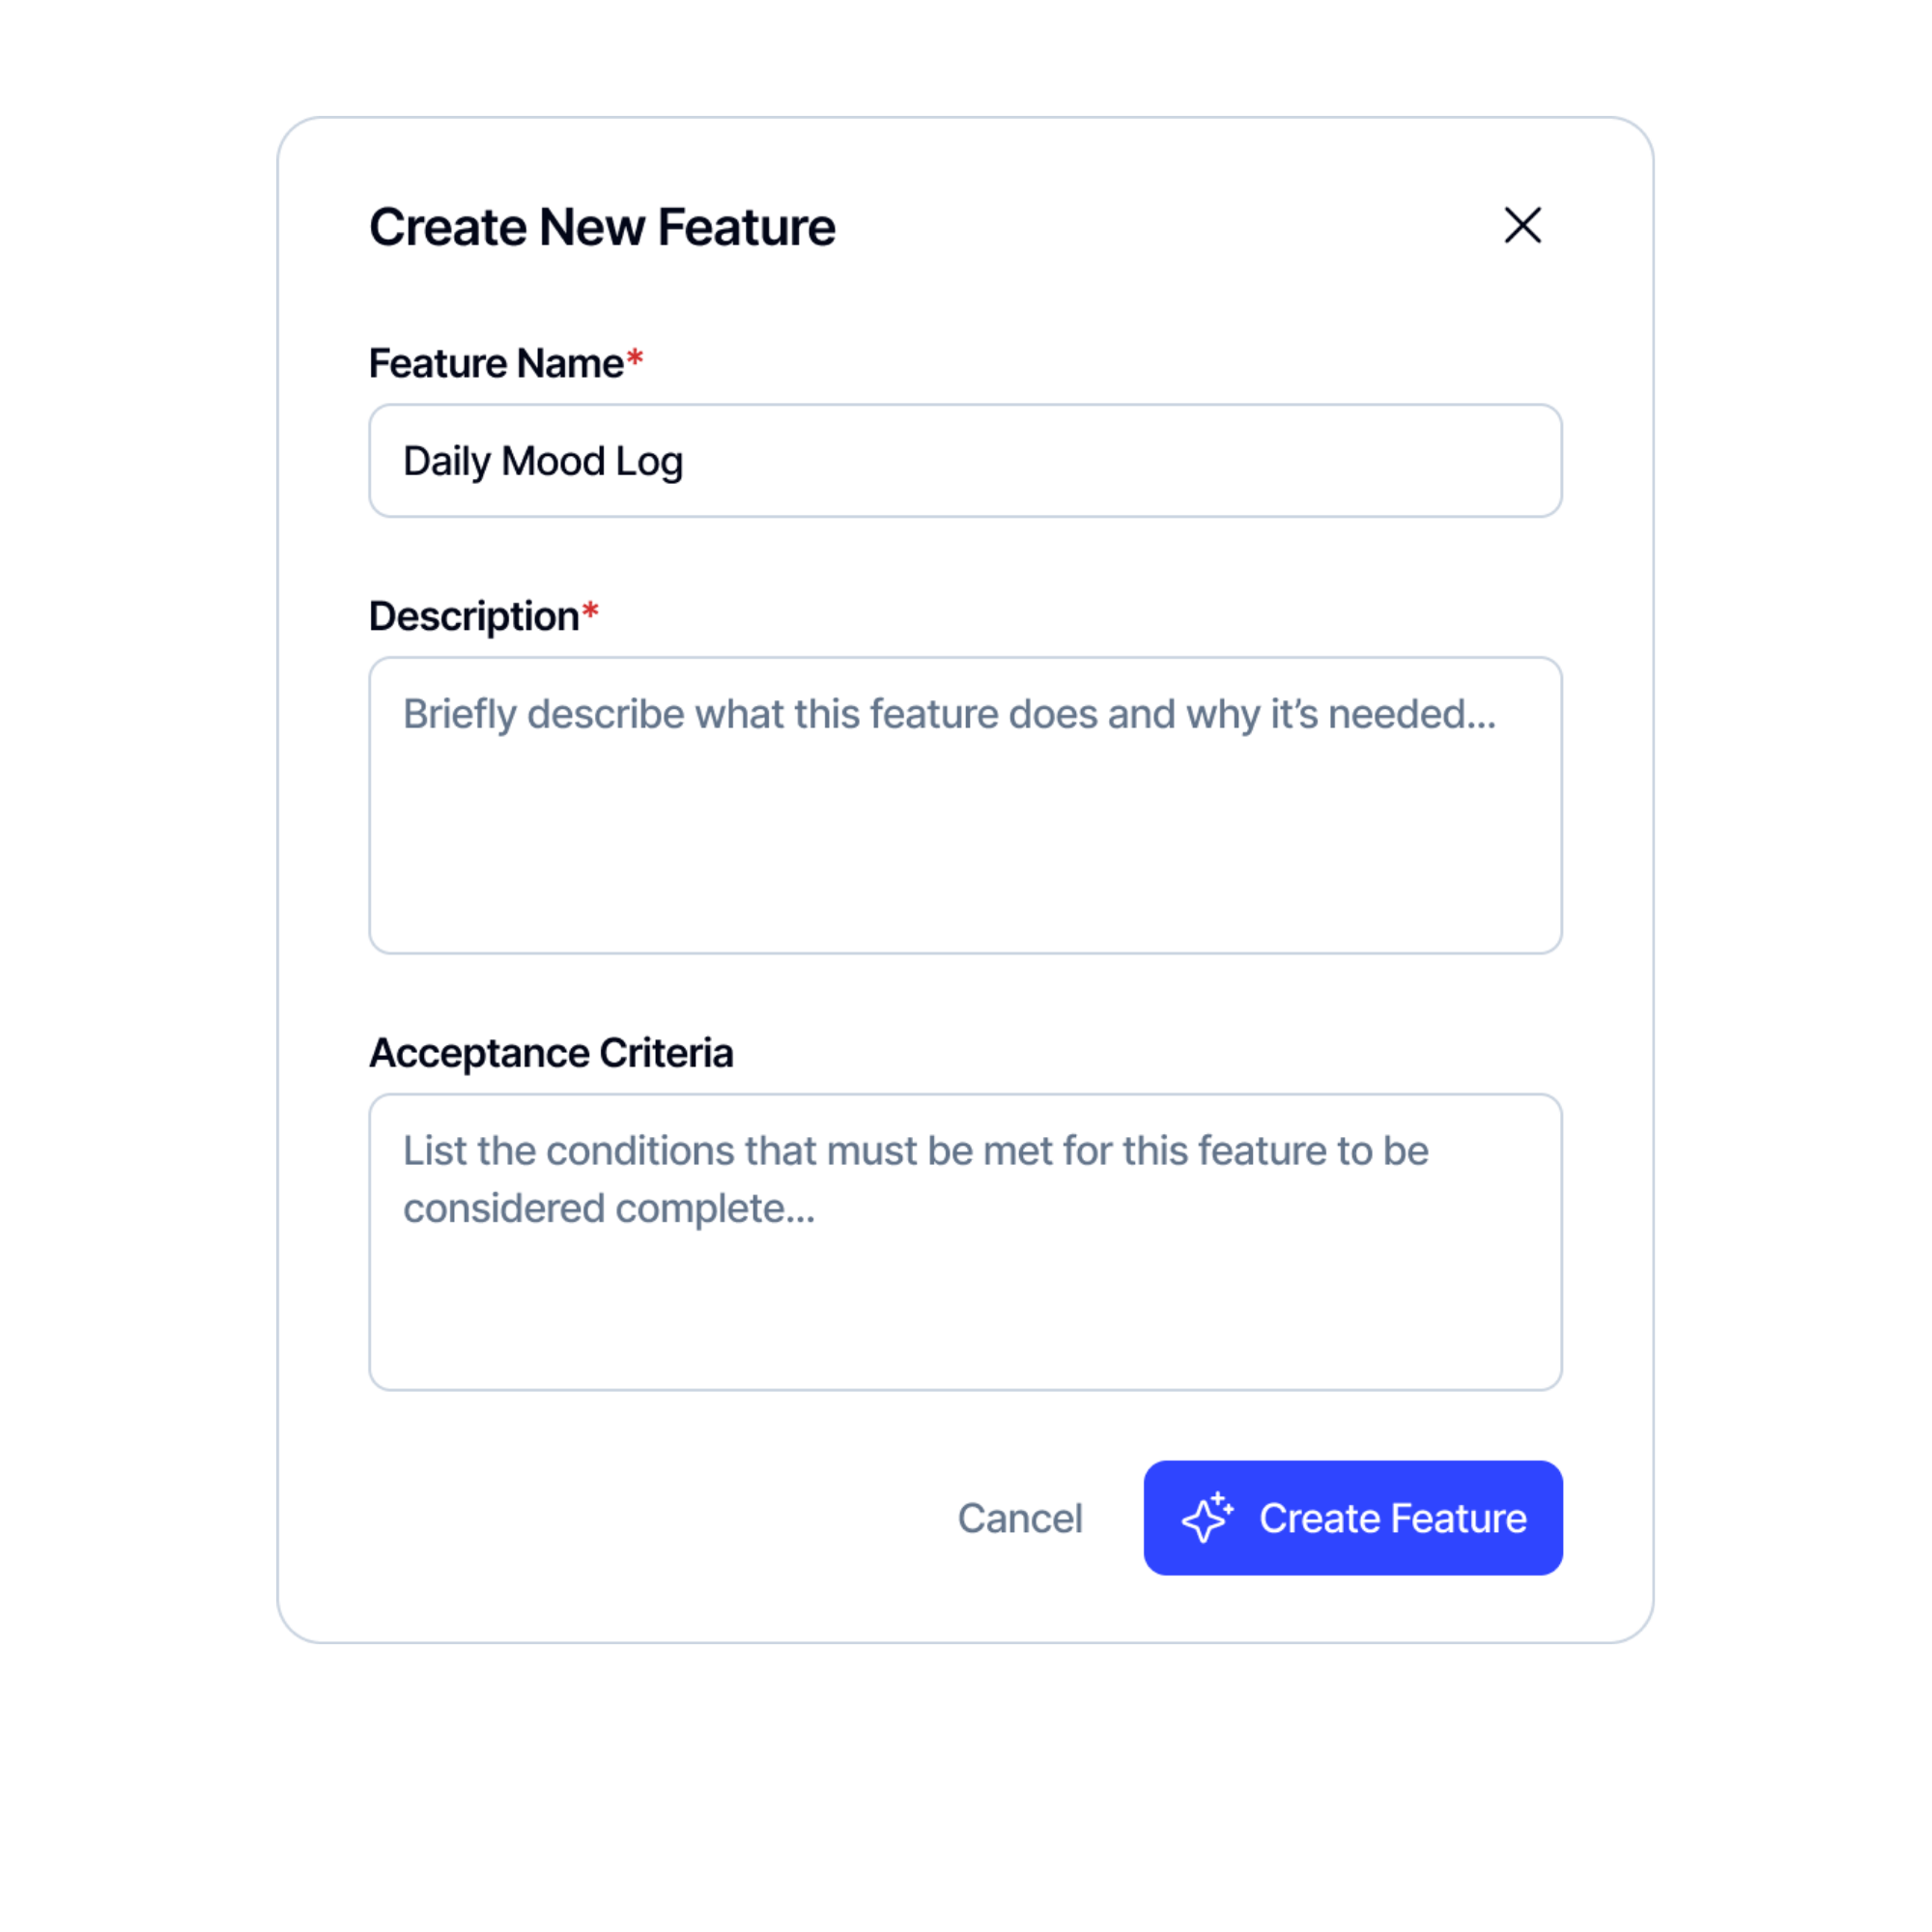 Create New Feature
Feature Name*
Daily Mood Log
Description*
Briefly describe what this feature does and why it’s needed...
Acceptance Criteria
List the conditions that must be met for this feature to be
considered complete...
Cancel
Create Feature